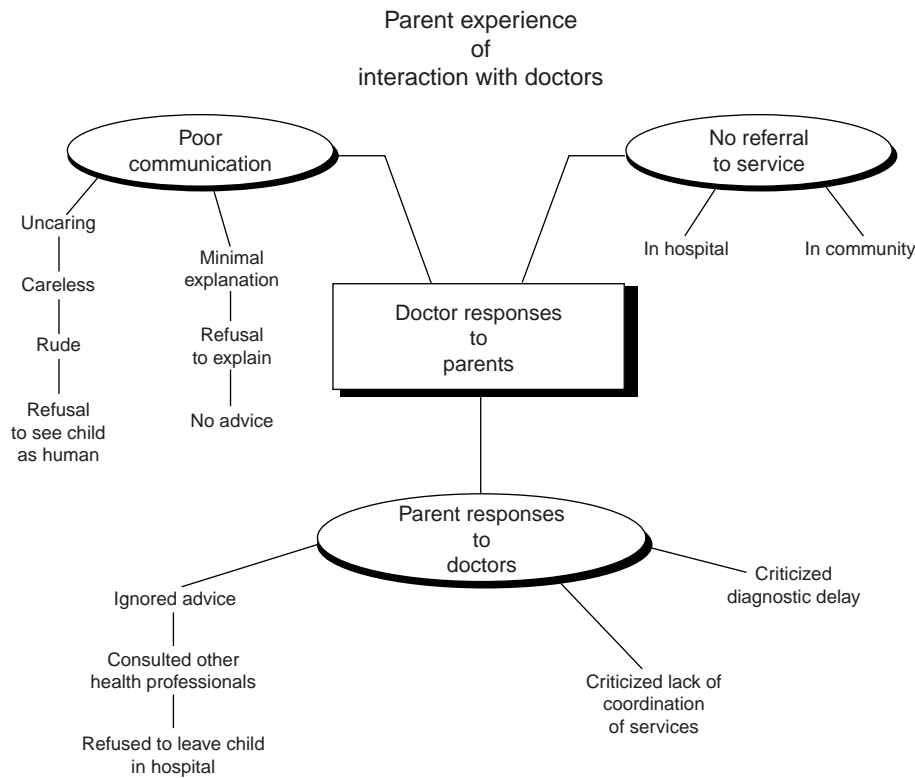 Parent experience
of
interaction with doctors
Poor
communication
No referral
to service
Uncaring
Careless
Rude
Refusal
to see child
as human
Minimal
explanation
Refusal
to explain
No advice
In hospital
In community
Doctor responses
to
parents
Parent responses
to
doctors
Ignored advice
Consulted other
health professionals
Refused to leave child
in hospital
Criticized lack of
coordination
of services
Criticized
diagnostic delay